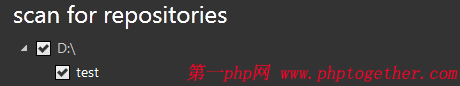 scan for repositories
D:\
test
第一php网 www.phptogether.com